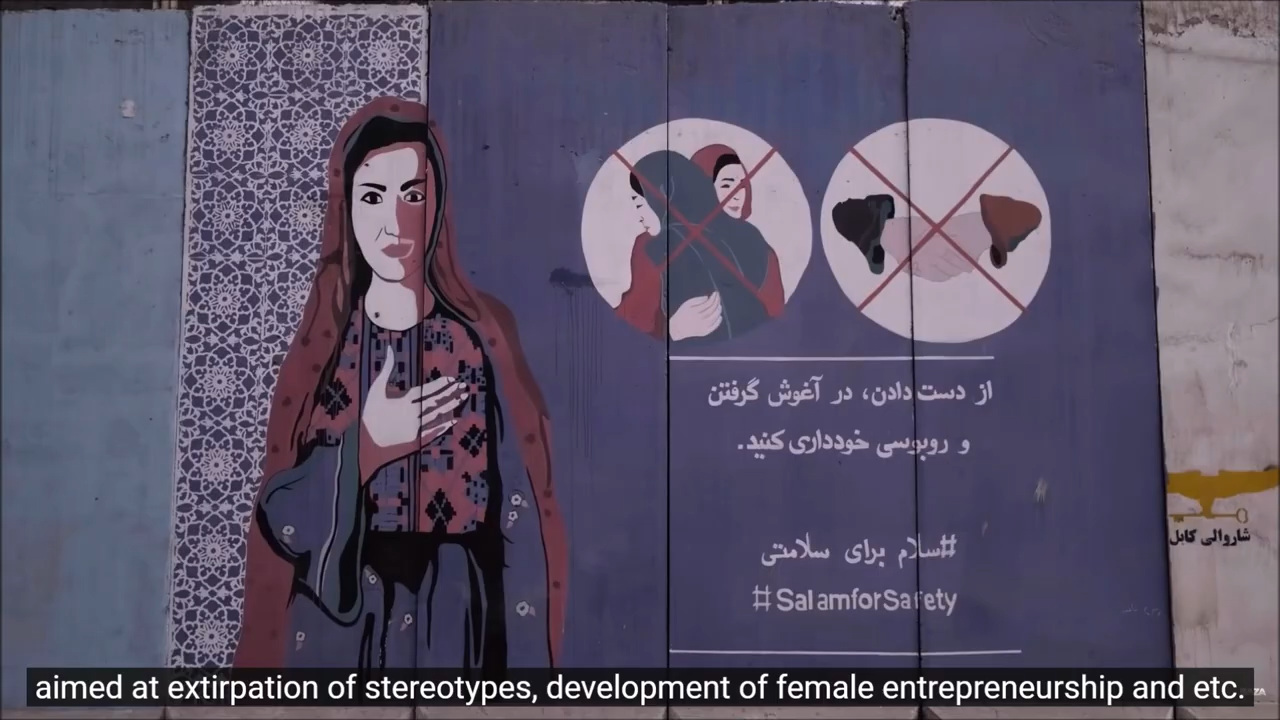 از دست دادن، در آغوش گرفتن
و روبوسی خودداری کنید.
#سلام برای سلامتی
#SalamforSafety
شاروالی کابل
aimed at extirpation of stereotypes, development of female entrepreneurship and etc.